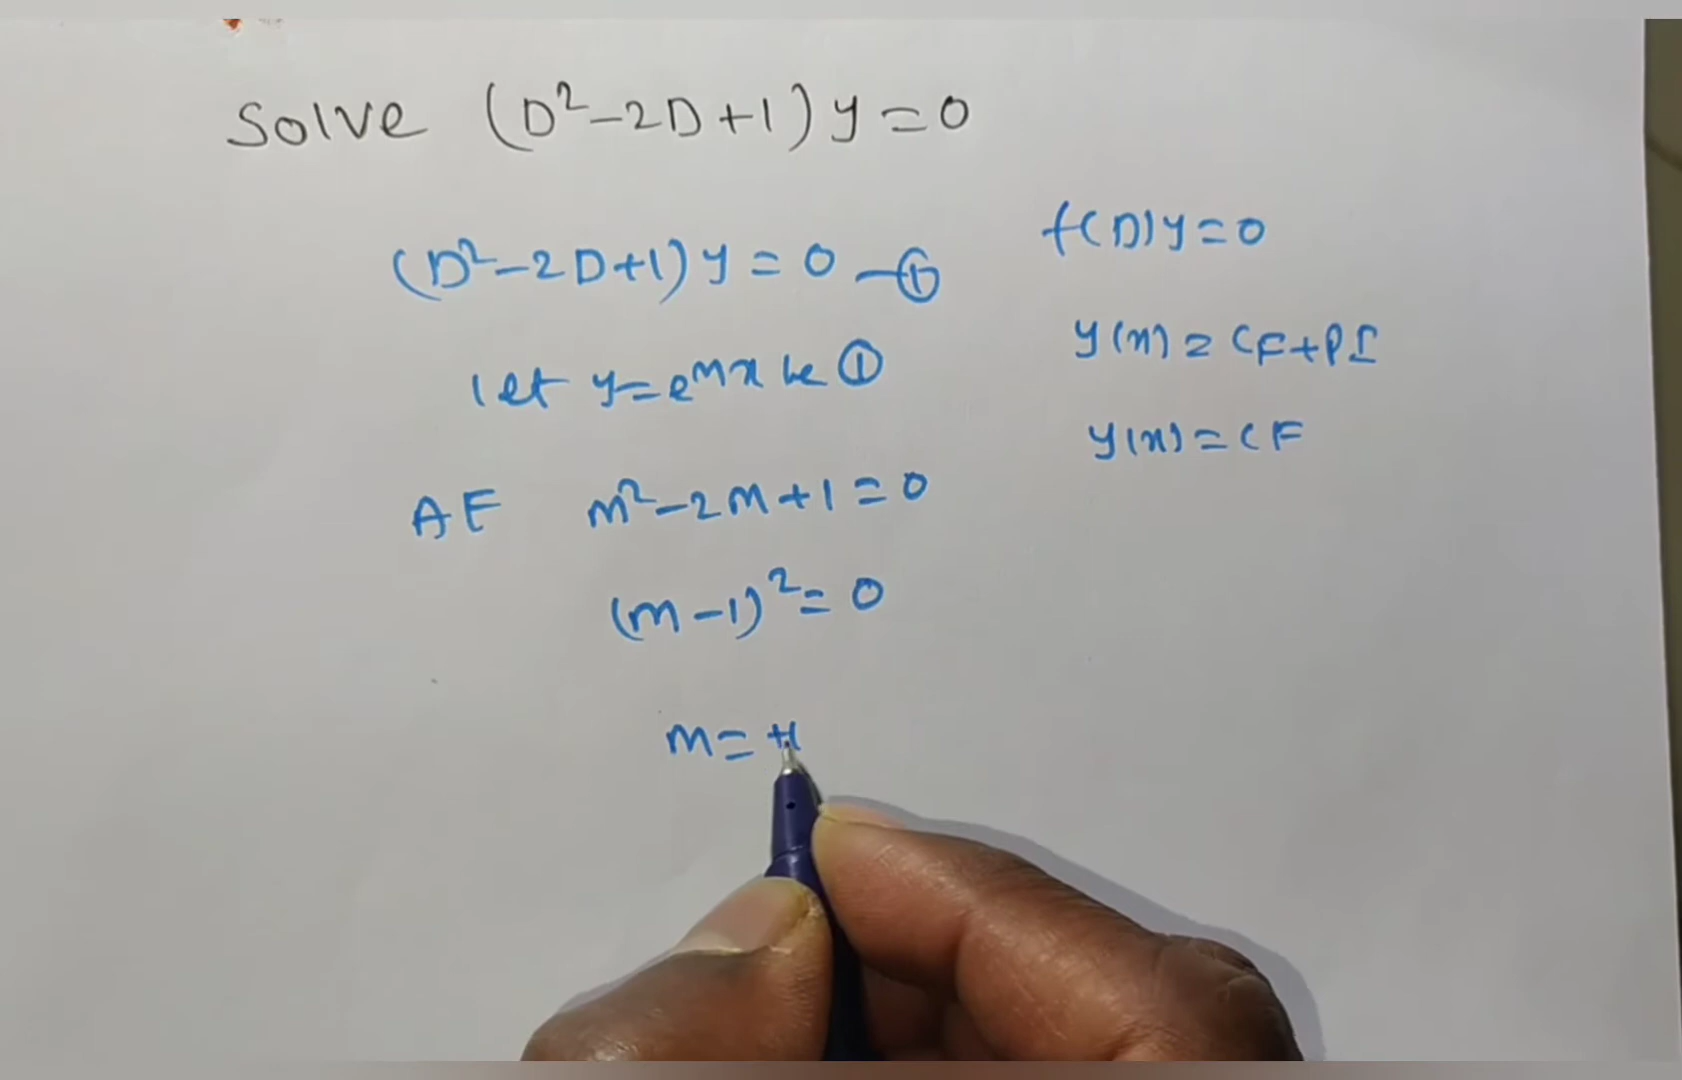 Solve (D²-2D+1)y=0
(D²-2D+1)y=0 -①
let y=e^mx be ①
AE m²-2m+1=0
(m-1)²=0
m=+1
f(D)y=0
y(x)=CF+PI
y(x)=CF